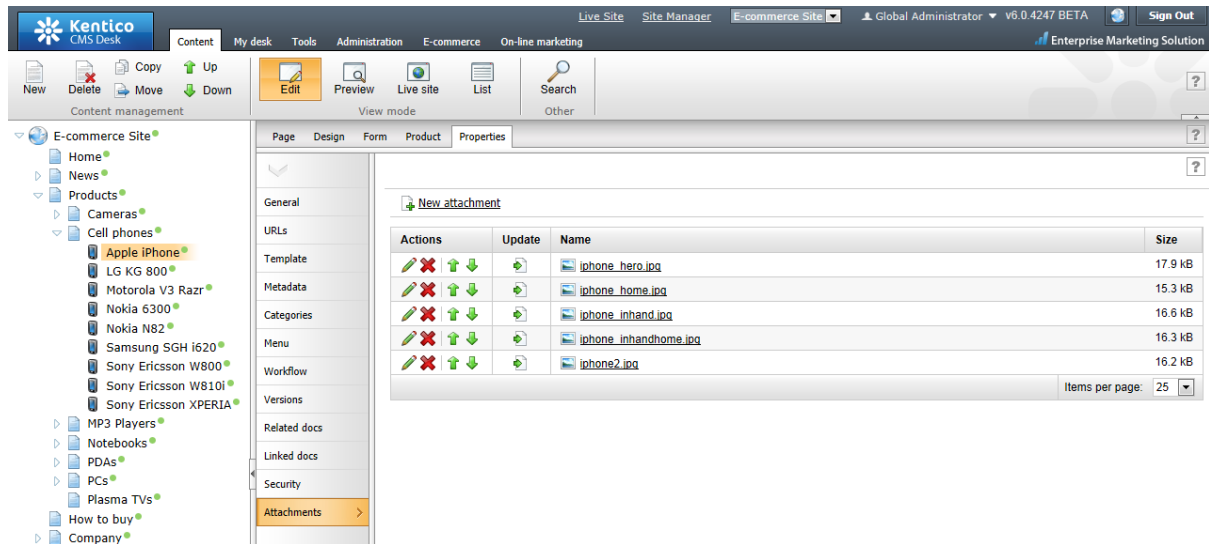 Kentico
CMS Desk
Live Site Site Manager E-commerce Site Global Administrator v6.0.4247 BETA Sign Out
Content My desk Tools Administration E-commerce On-line marketing Enterprise Marketing Solution
New Delete Copy Move Up Down
Content management
Edit Preview Live site List
View mode
Search
Other
?
E-commerce Site
Home
News
Products
Cameras
Cell phones
Apple iPhone
LG KG 800
Motorola V3 Razr
Nokia 6300
Nokia N82
Samsung SGH i620
Sony Ericsson W800
Sony Ericsson W810i
Sony Ericsson XPERIA
MP3 Players
Notebooks
PDAs
PCs
Plasma TVs
How to buy
Company
Page Design Form Product Properties ?
?
General
URLs
Template
Metadata
Categories
Menu
Workflow
Versions
Related docs
Linked docs
Security
Attachments >
New attachment
Actions Update Name Size
iphone_hero.jpg 17.9 kB
iphone_home.jpg 15.3 kB
iphone_inhand.jpg 16.6 kB
iphone_inhandhome.jpg 16.3 kB
iphone2.jpg 16.2 kB
Items per page: 25